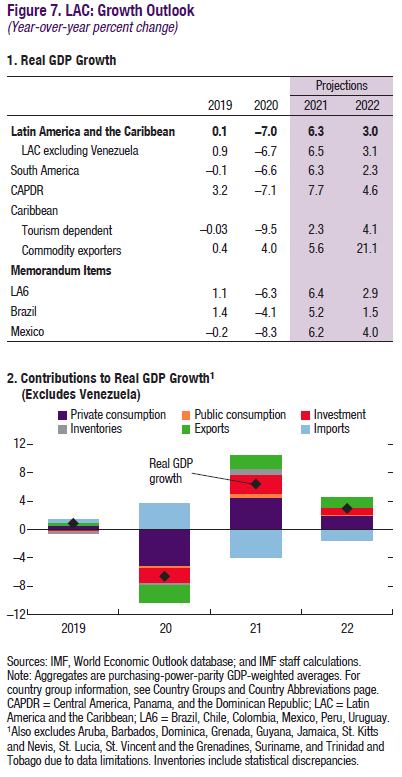 Figure 7. LAC: Growth Outlook
(Year-over-year percent change)
1. Real GDP Growth
Projections
2019 2020 2021 2022
Latin America and the Caribbean 0.1 –7.0 6.3 3.0
LAC excluding Venezuela 0.9 –6.7 6.5 3.1
South America –0.1 –6.6 6.3 2.3
CAPDR 3.2 –7.1 7.7 4.6
Caribbean
Tourism dependent –0.03 –9.5 2.3 4.1
Commodity exporters 0.4 4.0 5.6 21.1
Memorandum Items
LA6 1.1 –6.3 6.4 2.9
Brazil 1.4 –4.1 5.2 1.5
Mexico –0.2 –8.3 6.2 4.0
2. Contributions to Real GDP Growth¹
(Excludes Venezuela)
Private consumption Public consumption Investment
Inventories Exports Imports
12
8
4
0
–4
–8
–12
Real GDP
growth
2019 20 21 22
Sources: IMF, World Economic Outlook database; and IMF staff calculations.
Note: Aggregates are purchasing-power-parity GDP-weighted averages. For
country group information, see Country Groups and Country Abbreviations page.
CAPDR = Central America, Panama, and the Dominican Republic; LAC = Latin
America and the Caribbean; LA6 = Brazil, Chile, Colombia, Mexico, Peru, Uruguay.
¹Also excludes Aruba, Barbados, Dominica, Grenada, Guyana, Jamaica, St. Kitts
and Nevis, St. Lucia, St. Vincent and the Grenadines, Suriname, and Trinidad and
Tobago due to data limitations. Inventories include statistical discrepancies.